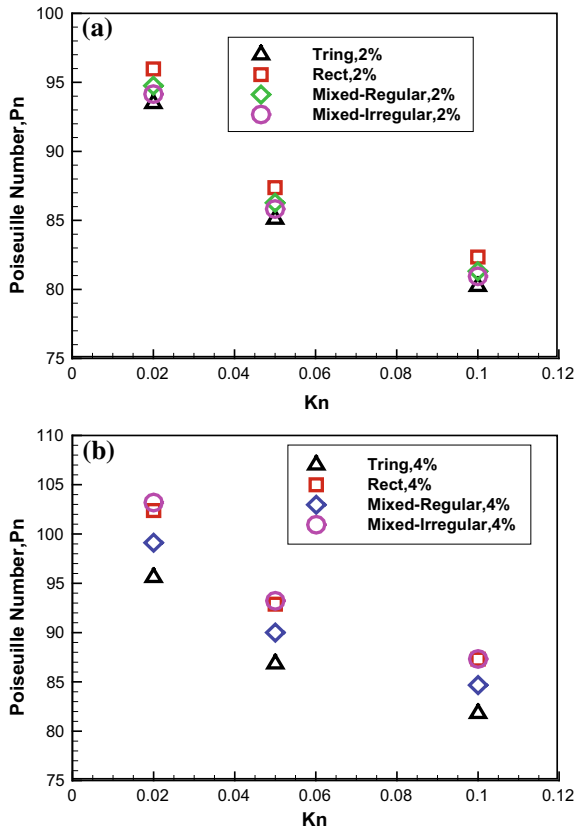 (a)
Tring,2%
Rect,2%
Mixed-Regular,2%
Mixed-Irregular,2%
Poiseuille Number,Pn
100
95
90
85
80
75
0 0.02 0.04 0.06 0.08 0.1 0.12
Kn
(b)
Tring,4%
Rect,4%
Mixed-Regular,4%
Mixed-Irregular,4%
Poiseuille Number,Pn
110
105
100
95
90
85
80
75
0 0.02 0.04 0.06 0.08 0.1 0.12
Kn